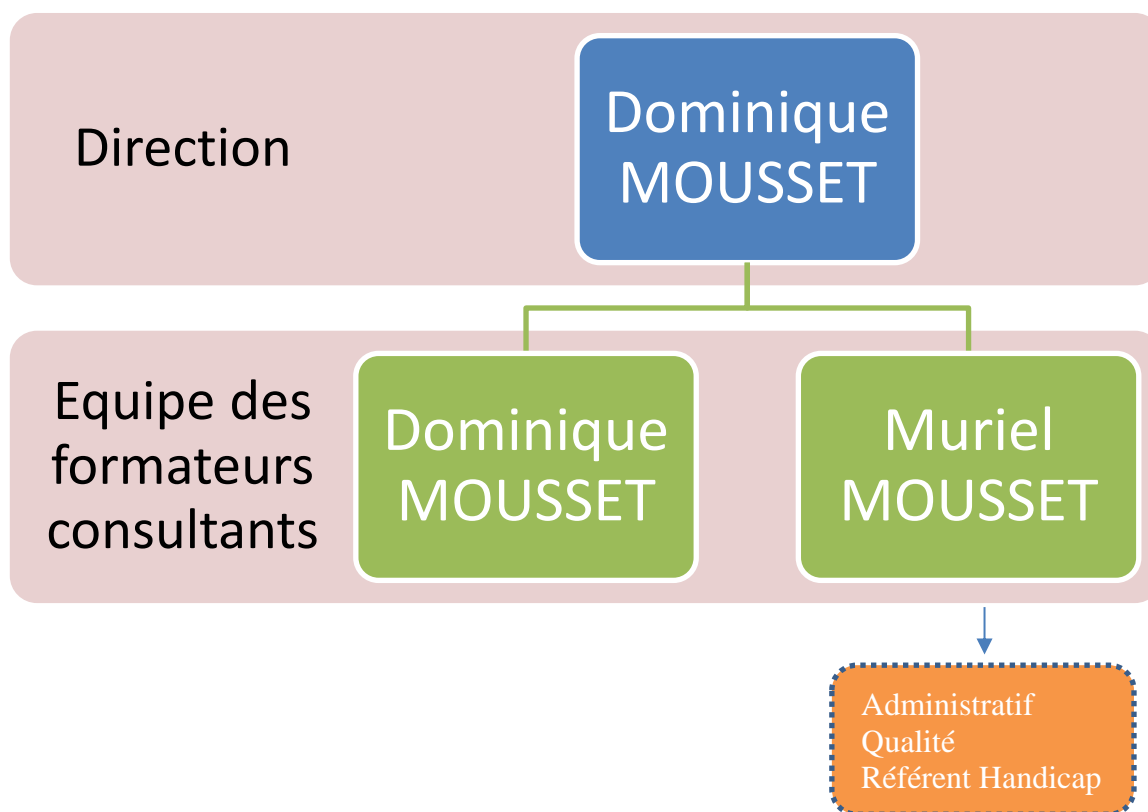 Direction
Dominique
MOUSSET
Equipe des
formateurs
consultants
Dominique
MOUSSET
Muriel
MOUSSET
Administratif
Qualité
Référent Handicap